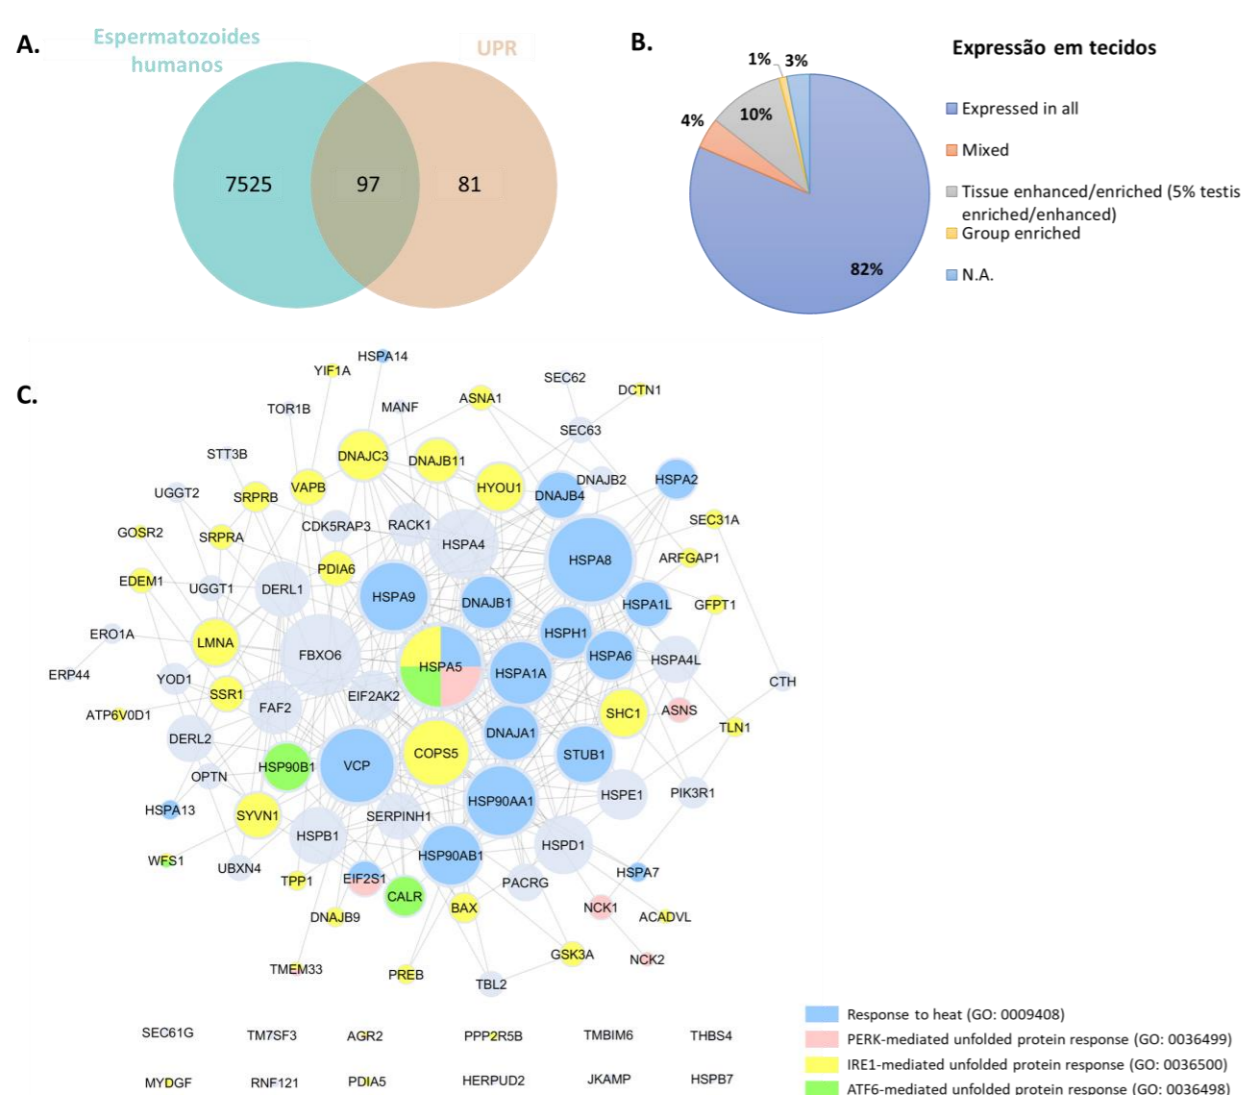 A.
Espermatozoides
humanos
UPR
7525
97
81
B.
Expressão em tecidos
1%
3%
4%
10%
82%
Expressed in all
Mixed
Tissue enhanced/enriched (5% testis
enriched/enhanced)
Group enriched
N.A.
C.
HSPA14
YIF1A
SEC62
DCTN1
ASNA1
TOR1B
MANF
SEC63
STT3B
DNAJC3
DNAJB11
UGGT2
SRPRB
VAPB
HYOU1
DNAJB4
DNAJB2
HSPA2
GOSR2
SRPRA
CDK5RAP3
RACK1
HSPA4
SEC31A
HSPA8
ARFGAP1
EDEM1
UGGT1
DERL1
PDIA6
HSPA9
DNAJB1
HSPA1L
GFPT1
ERO1A
LMNA
FBXO6
HSPH1
HSPA6
HSPA4L
ERP44
YOD1
HSPA5
HSPA1A
CTH
SSR1
EIF2AK2
ATP6V0D1
FAF2
SHC1
ASNS
TLN1
DERL2
COPS5
DNAJA1
STUB1
OPTN
HSP90B1
VCP
HSPA13
SYVN1
SERPINH1
HSP90AA1
HSPE1
PIK3R1
HSPB1
HSPD1
WFS1
UBXN4
HSP90AB1
TPP1
EIF2S1
CALR
PACRG
HSPA7
DNAJB9
BAX
NCK1
ACADVL
TMEM33
PREB
GSK3A
NCK2
TBL2
SEC61G
TM7SF3
AGR2
PPP2R5B
TMBIM6
THBS4
MYDGF
RNF121
PDIA5
HERPUD2
JKAMP
HSPB7
Response to heat (GO: 0009408)
PERK-mediated unfolded protein response (GO: 0036499)
IRE1-mediated unfolded protein response (GO: 0036500)
ATF6-mediated unfolded protein response (GO: 0036498)